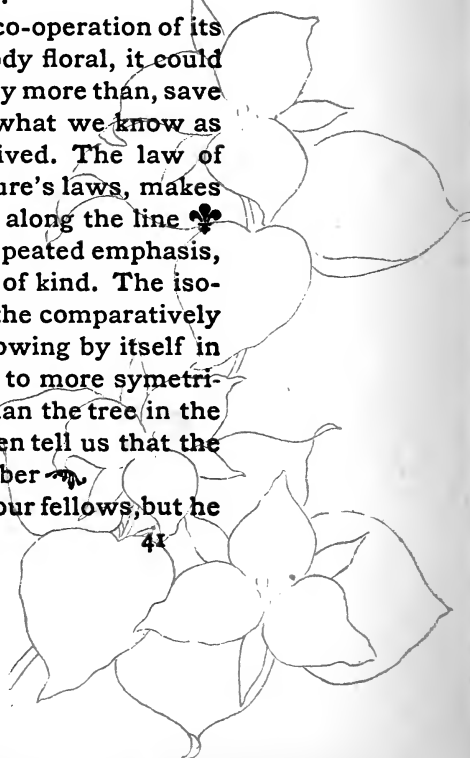 co-operation of its
dy floral, it could
y more than, save
what we know as
ived. The law of
ure's laws, makes
along the line
peated emphasis,
of kind. The iso-
the comparatively
owing by itself in
to more symetri-
an the tree in the
en tell us that the
ber
our fellows, but he
41